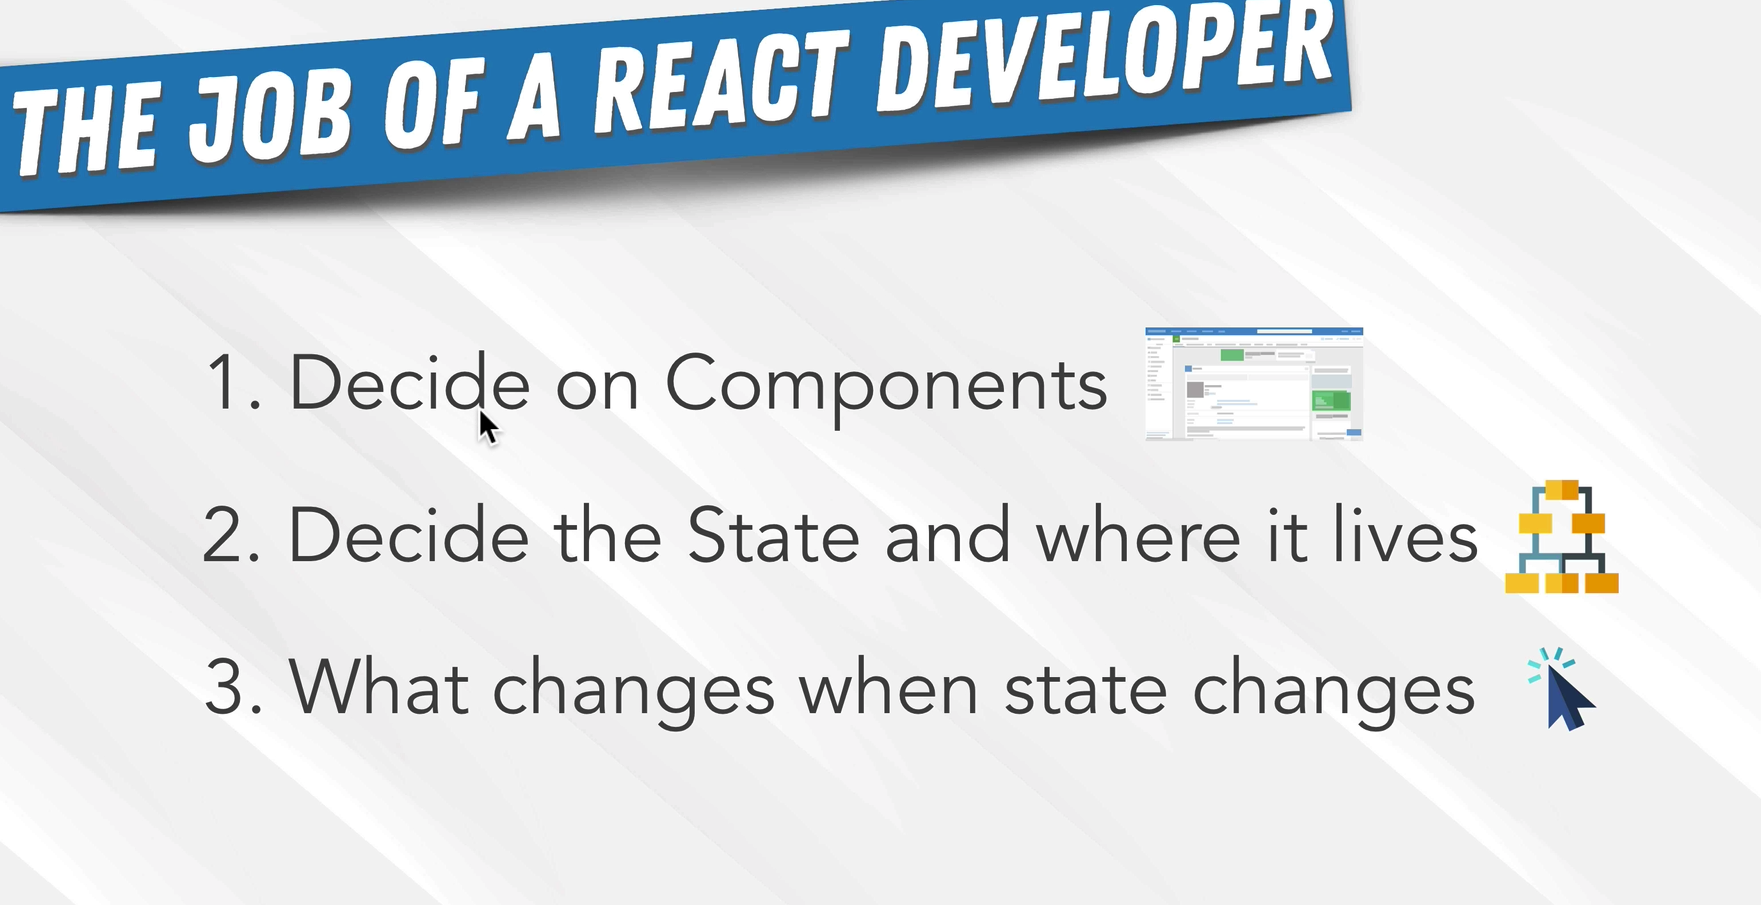 THE JOB OF A REACT DEVELOPER
1. Decide on Components
2. Decide the State and where it lives
3. What changes when state changes